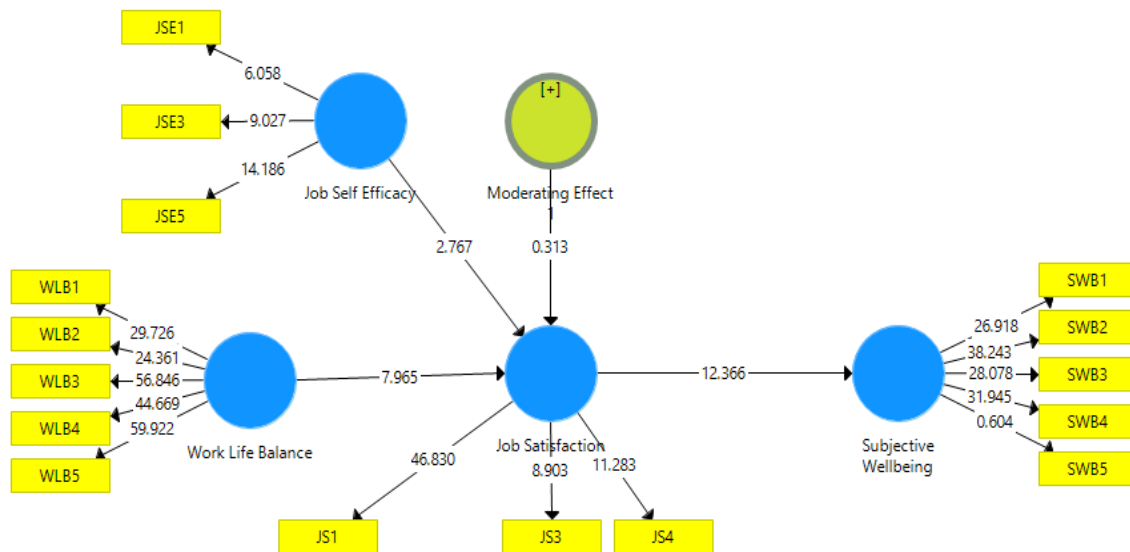 JSE1
6.058
JSE3
9.027
14.186
JSE5
Job Self Efficacy
[+]
Moderating Effect
1
2.767
0.313
WLB1
WLB2
WLB3
WLB4
WLB5
29.726
24.361
56.846
44.669
59.922
Work Life Balance
7.965
Job Satisfaction
46.830
8.903
11.283
JS1
JS3
JS4
12.366
Subjective
Wellbeing
26.918
38.243
28.078
31.945
0.604
SWB1
SWB2
SWB3
SWB4
SWB5